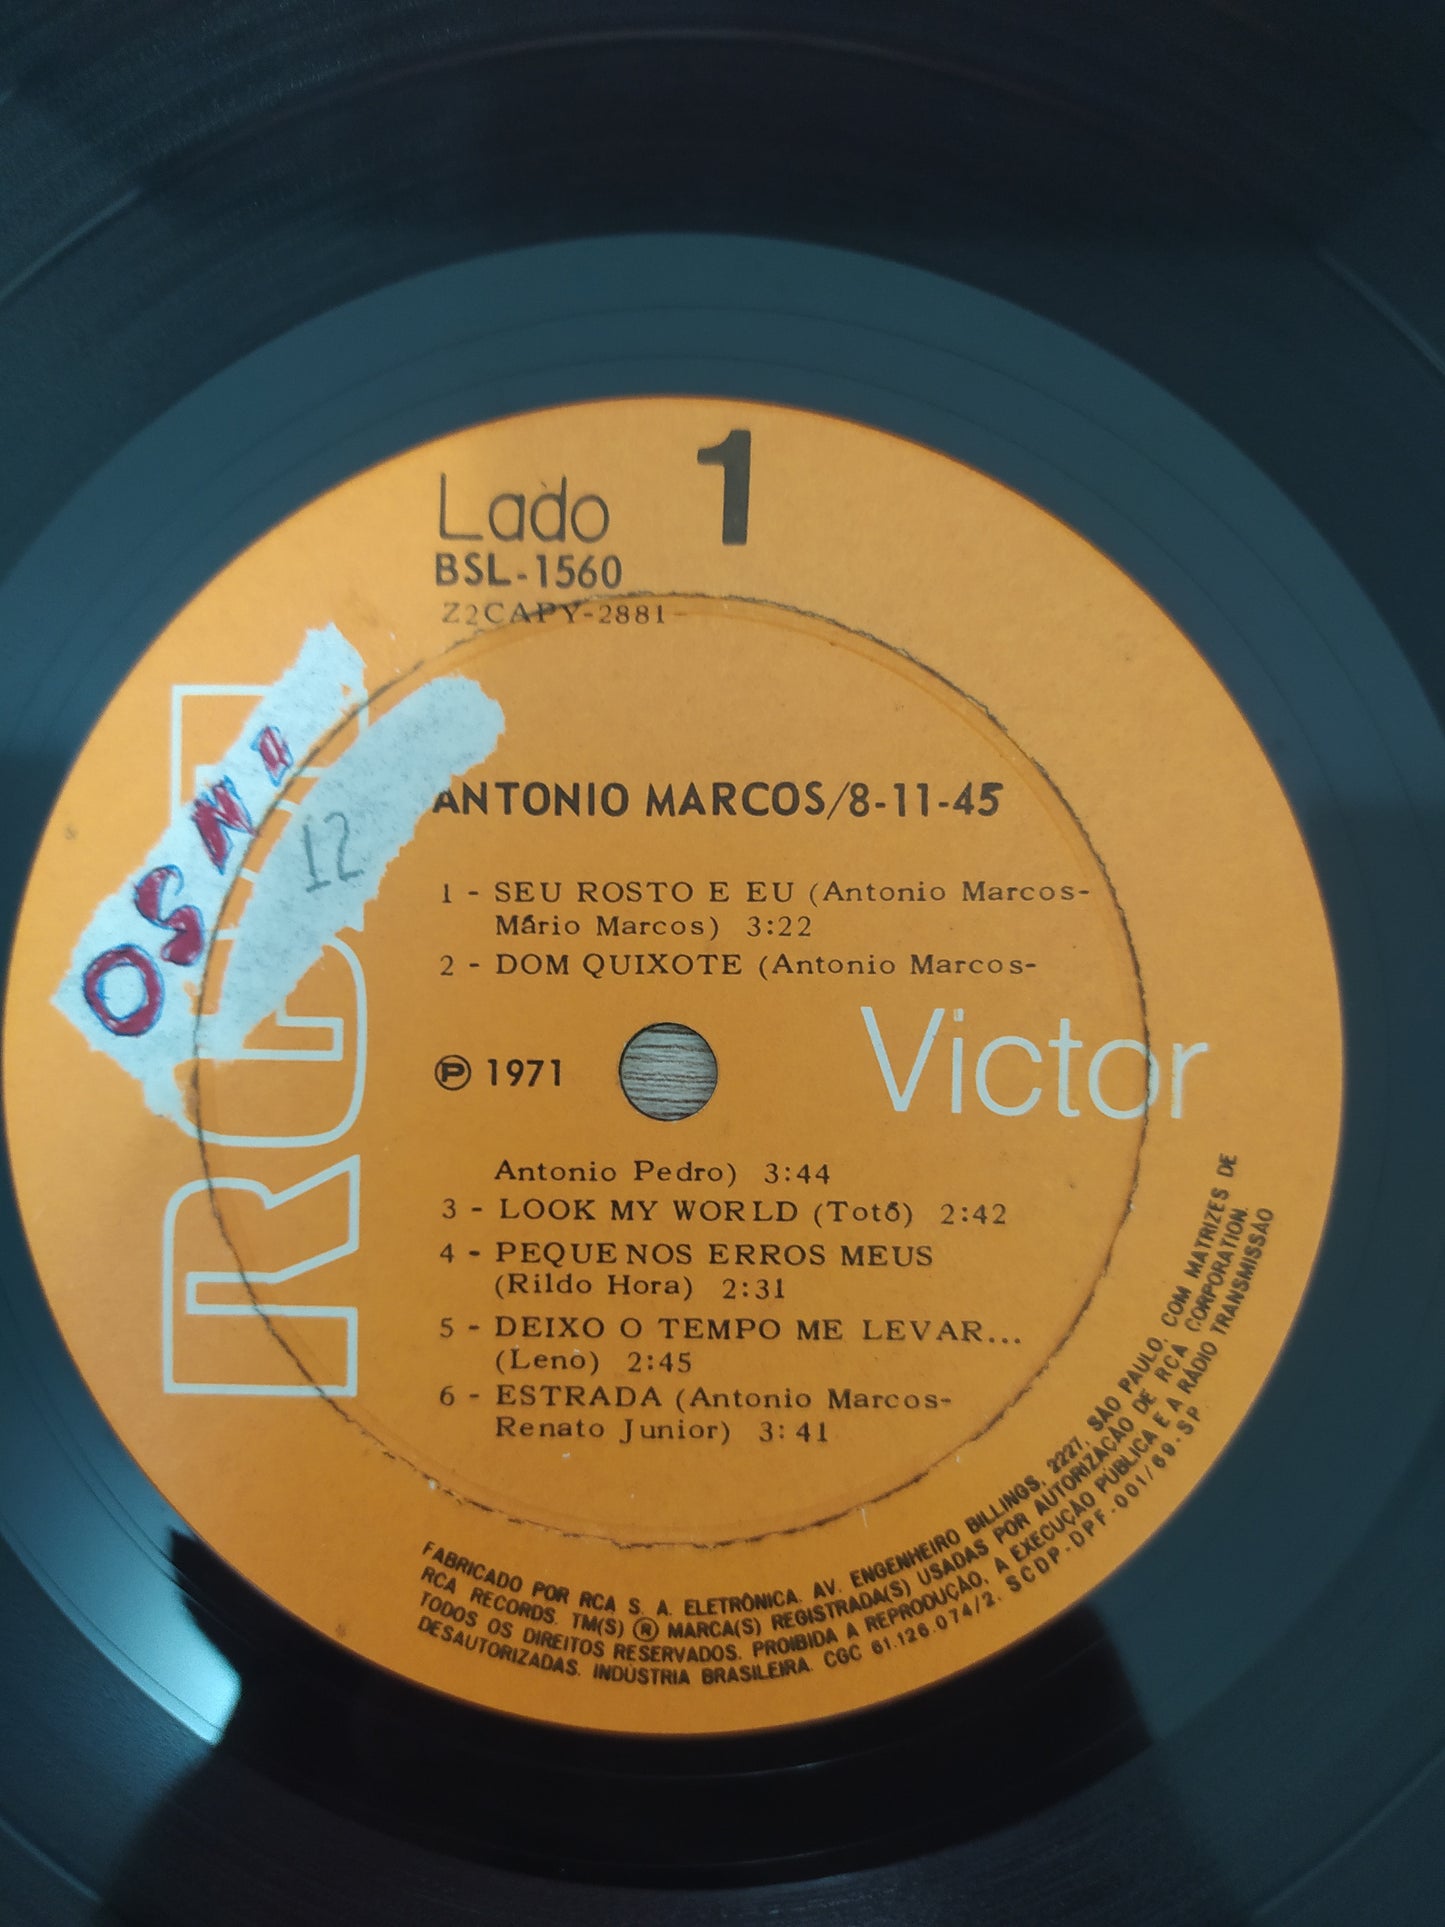 Lado 1
BSL-1560
Z2CAPY-2881-
OSNI
12
ANTONIO MARCOS/8-11-45
1 - SEU ROSTO E EU (Antonio Marcos-
Mário Marcos) 3:22
2 - DOM QUIXOTE (Antonio Marcos-
Ⓟ 1971
RCA
Victor
Antonio Pedro) 3:44
3 - LOOK MY WORLD (Totó) 2:42
4 - PEQUENOS ERROS MEUS
(Rildo Hora) 2:31
5 - DEIXO O TEMPO ME LEVAR...
(Leno) 2:45
6 - ESTRADA (Antonio Marcos-
Renato Junior) 3:41
FABRICADO POR RCA S. A. ELETRÔNICA. AV. ENGENHEIRO BILLINGS, 2227, SÃO PAULO, COM MATRIZES DE
RCA RECORDS. TM(S) ® MARCA(S) REGISTRADA(S) USADAS POR AUTORIZAÇÃO DE RCA CORPORATION.
TODOS OS DIREITOS RESERVADOS. PROIBIDA A REPRODUÇÃO, A EXECUÇÃO PÚBLICA E A RÁDIO TRANSMISSÃO
DESAUTORIZADAS. INDÚSTRIA BRASILEIRA. CGC 61.126.074/2. SCDP-DPF-001/69-SP